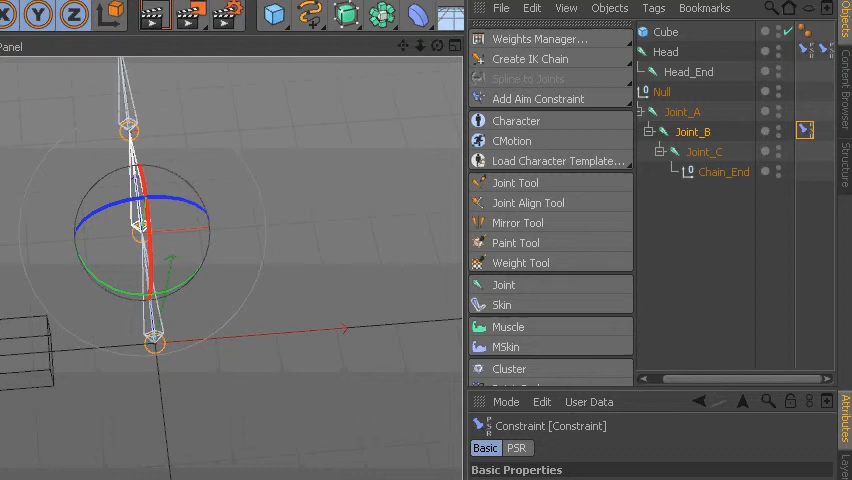 X Y Z
File Edit View Objects Tags Bookmarks
Panel
Weights Manager...
Create IK Chain
Spline to Joints
Add Aim Constraint
Character
CMotion
Load Character Template...
Joint Tool
Joint Align Tool
Mirror Tool
Paint Tool
Weight Tool
Joint
Skin
Muscle
MSkin
Cluster
Cube
Head
Head_End
Null
Joint_A
Joint_B
Joint_C
Chain_End
Objects
Content Browser
Structure
Mode Edit User Data
Constraint [Constraint]
Basic PSR
Basic Properties
Attributes